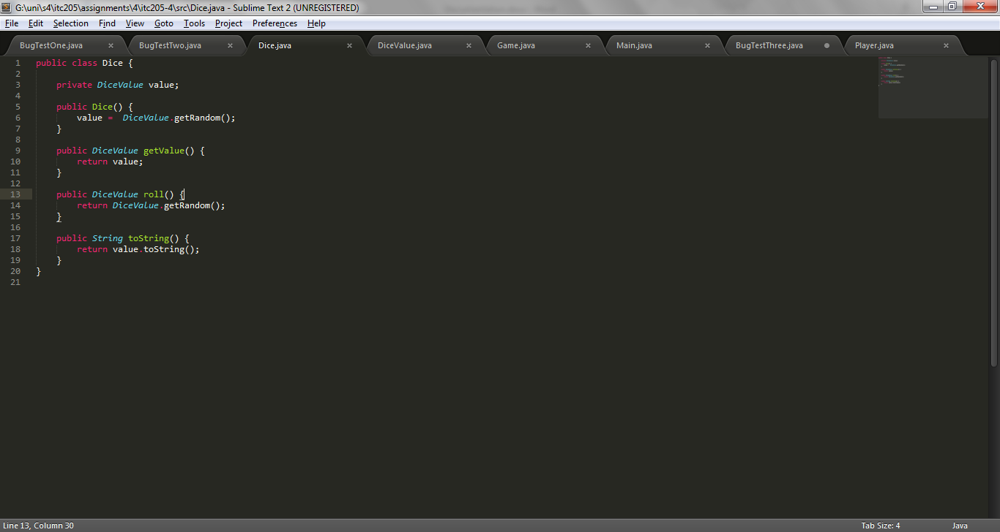 G:\uni\s4\itc205\assignments\4\itc205-4\src\Dice.java - Sublime Text 2 (UNREGISTERED)
File Edit Selection Find View Goto Tools Project Preferences Help
BugTestOne.java × BugTestTwo.java × Dice.java × DiceValue.java × Game.java × Main.java × BugTestThree.java Player.java ×
1 public class Dice {
2
3     private DiceValue value;
4
5     public Dice() {
6         value =  DiceValue.getRandom();
7     }
8
9     public DiceValue getValue() {
10         return value;
11     }
12
13     public DiceValue roll() {
14         return DiceValue.getRandom();
15     }
16
17     public String toString() {
18         return value.toString();
19     }
20 }
21
Line 13, Column 30 Tab Size: 4 Java